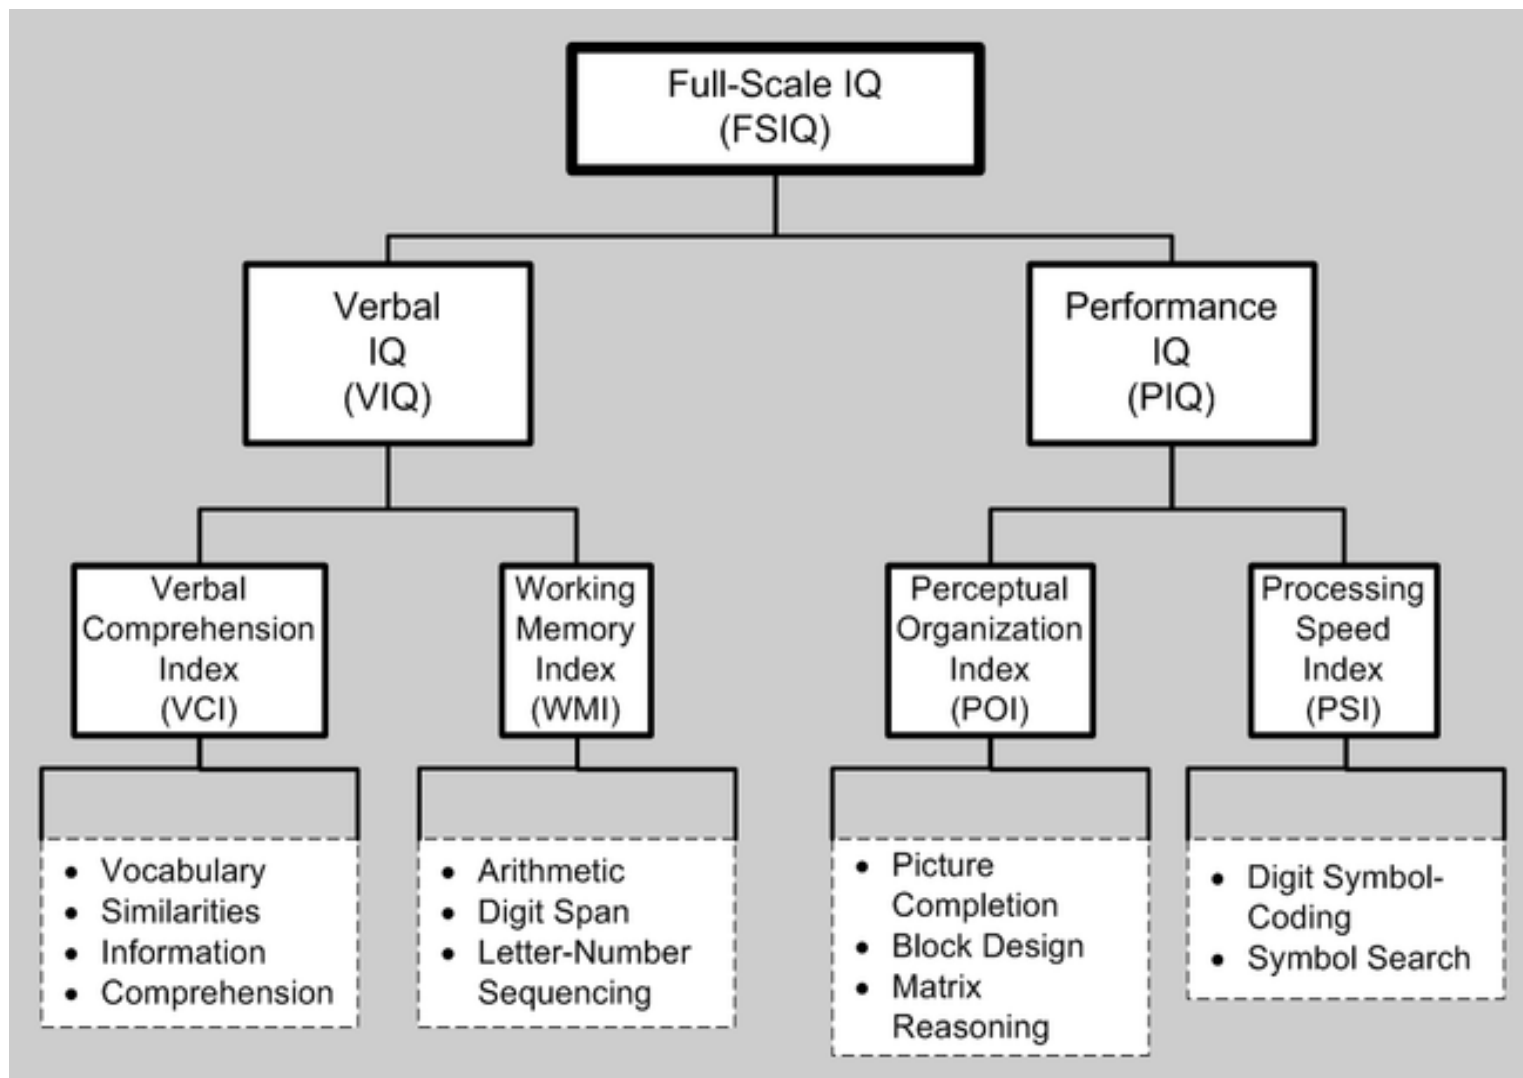 Full-Scale IQ
(FSIQ)
Verbal
IQ
(VIQ)
Performance
IQ
(PIQ)
Verbal
Comprehension
Index
(VCI)
Working
Memory
Index
(WMI)
Perceptual
Organization
Index
(POI)
Processing
Speed
Index
(PSI)
• Vocabulary
• Similarities
• Information
• Comprehension
• Arithmetic
• Digit Span
• Letter-Number
Sequencing
• Picture
Completion
• Block Design
• Matrix
Reasoning
• Digit Symbol-
Coding
• Symbol Search